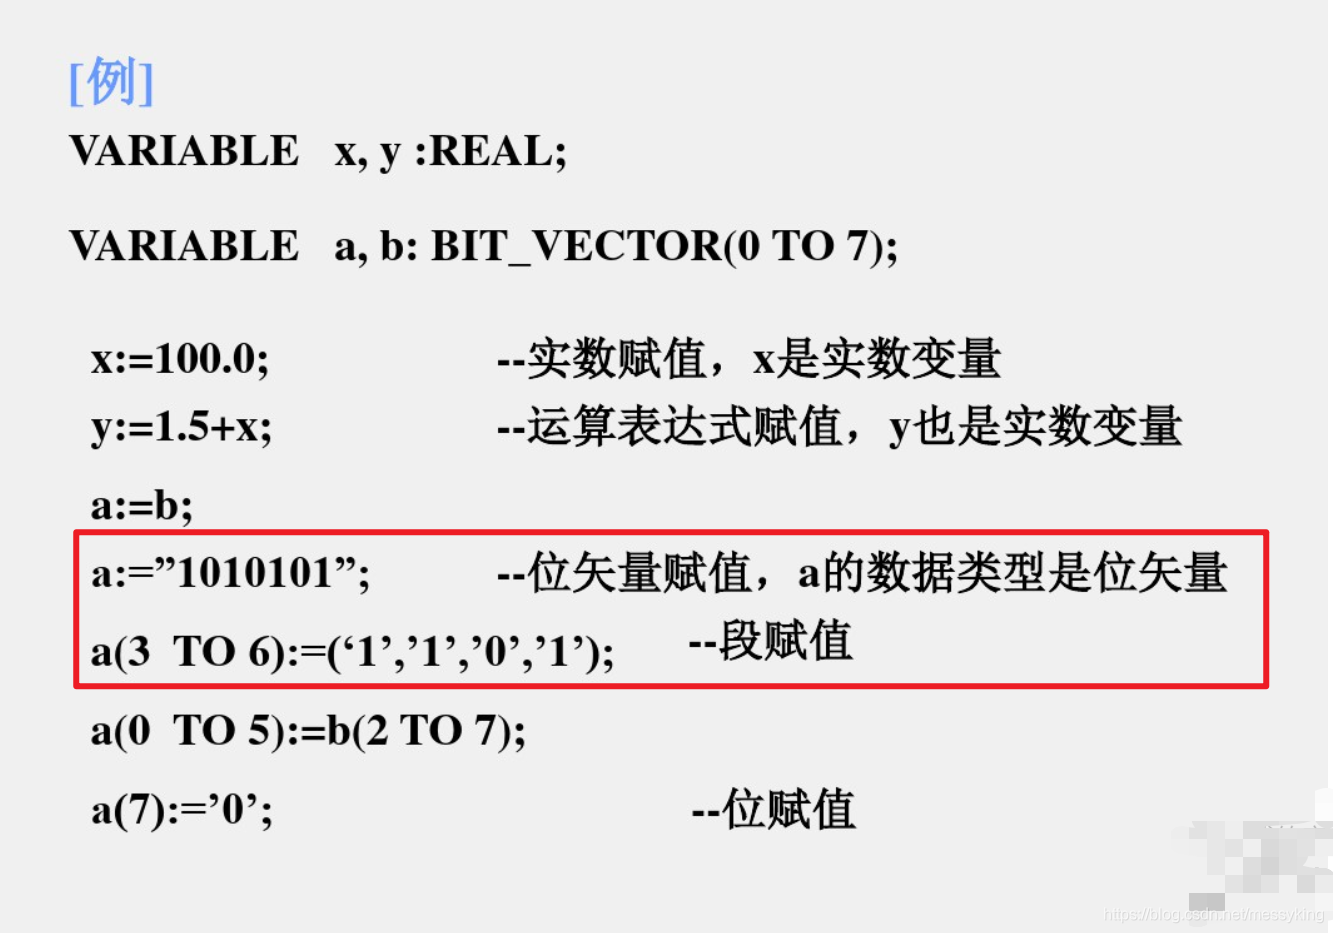 [例]
VARIABLE x, y :REAL;
VARIABLE a, b: BIT_VECTOR(0 TO 7);
x:=100.0; --实数赋值，x是实数变量
y:=1.5+x; --运算表达式赋值，y也是实数变量
a:=b;
a:=”1010101”; --位矢量赋值，a的数据类型是位矢量
a(3 TO 6):=(‘1’,’1’,’0’,’1’); --段赋值
a(0 TO 5):=b(2 TO 7);
a(7):=’0’; --位赋值
https://blog.csdn.net/messyking